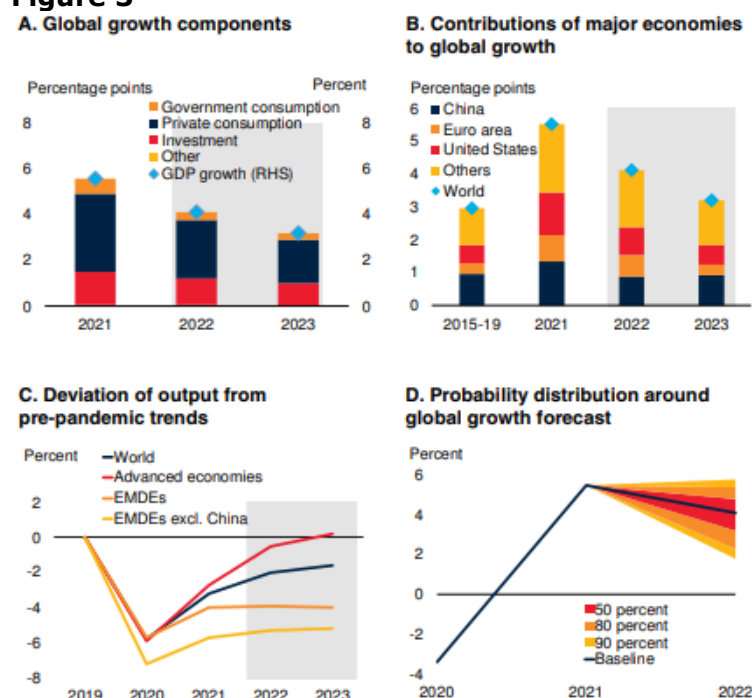 A. Global growth components
Percentage points
Percent
Government consumption
Private consumption
Investment
Other
GDP growth (RHS)
8
6
4
2
0
8
6
4
2
0
2021
2022
2023
B. Contributions of major economies
to global growth
Percentage points
China
Euro area
United States
Others
World
6
5
4
3
2
1
0
2015-19
2021
2022
2023
C. Deviation of output from
pre-pandemic trends
Percent
World
Advanced economies
EMDEs
EMDEs excl. China
2
0
-2
-4
-6
-8
2019
2020
2021
2022
2023
D. Probability distribution around
global growth forecast
Percent
6
4
2
0
-2
-4
50 percent
80 percent
90 percent
Baseline
2020
2021
2022